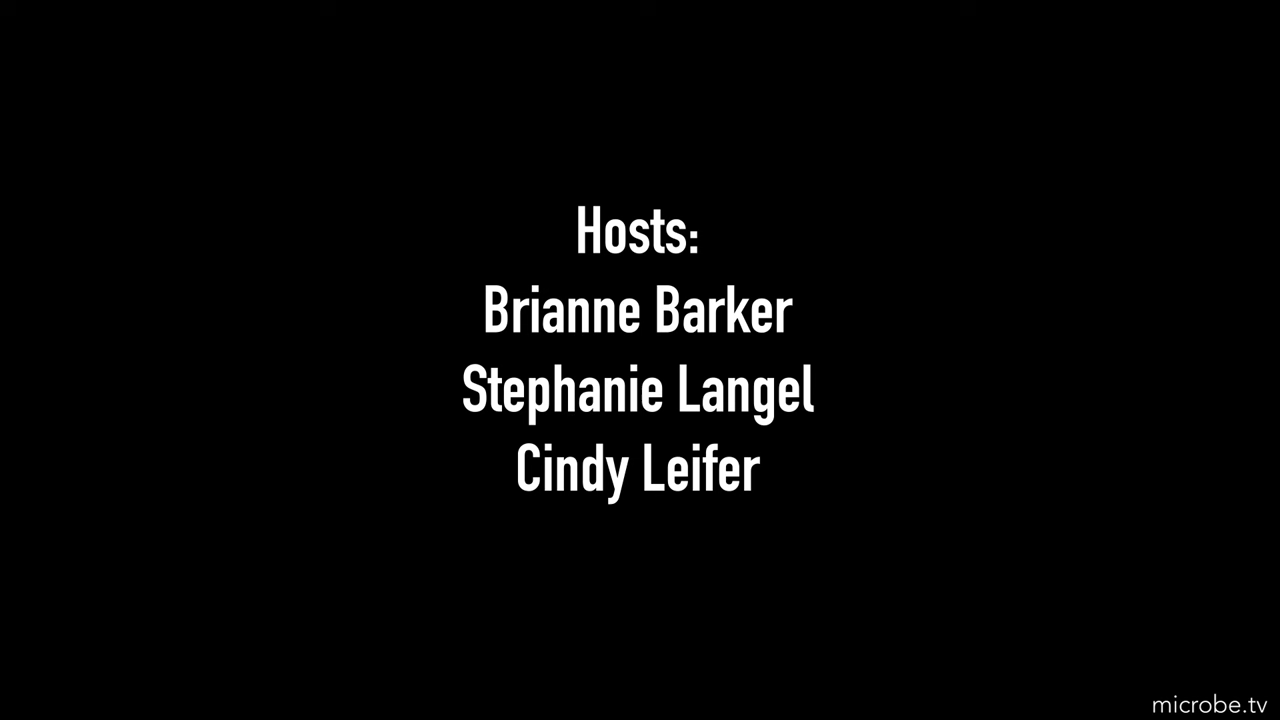 Hosts:
Brianne Barker
Stephanie Langel
Cindy Leifer
microbe.tv